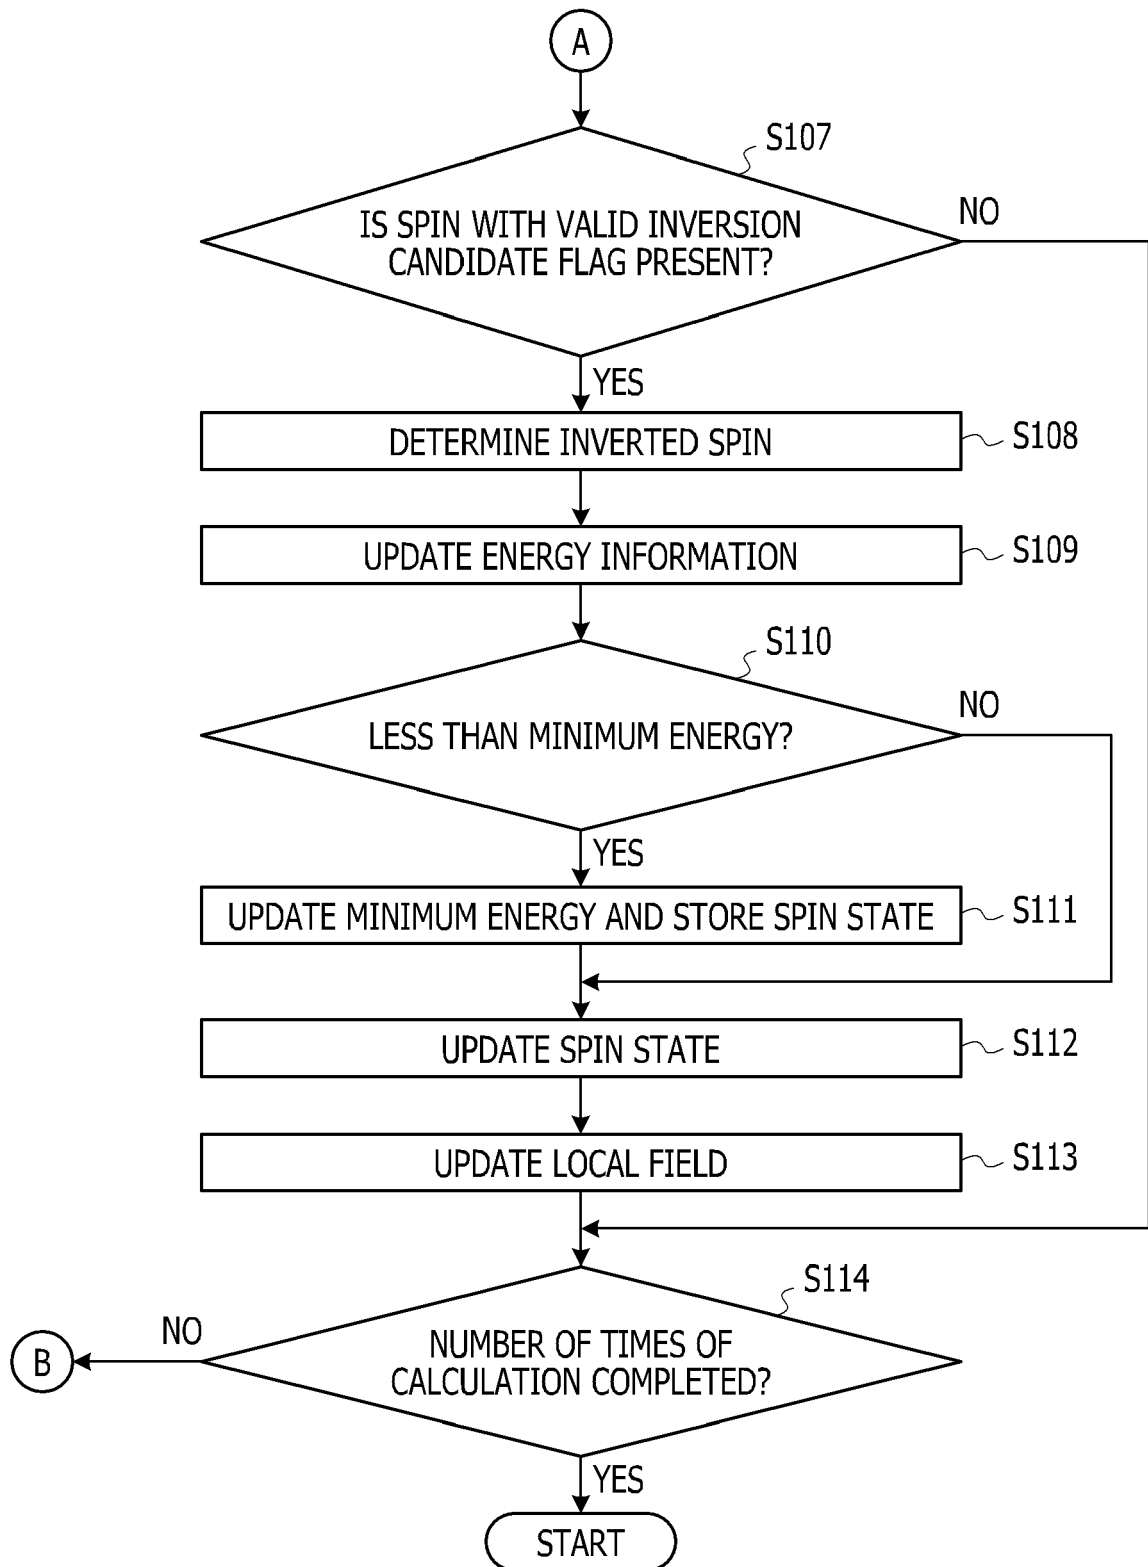 A
S107
IS SPIN WITH VALID INVERSION
CANDIDATE FLAG PRESENT?
NO
YES
DETERMINE INVERTED SPIN
S108
UPDATE ENERGY INFORMATION
S109
S110
LESS THAN MINIMUM ENERGY?
NO
YES
UPDATE MINIMUM ENERGY AND STORE SPIN STATE
S111
UPDATE SPIN STATE
S112
UPDATE LOCAL FIELD
S113
S114
NUMBER OF TIMES OF
CALCULATION COMPLETED?
NO
B
YES
START